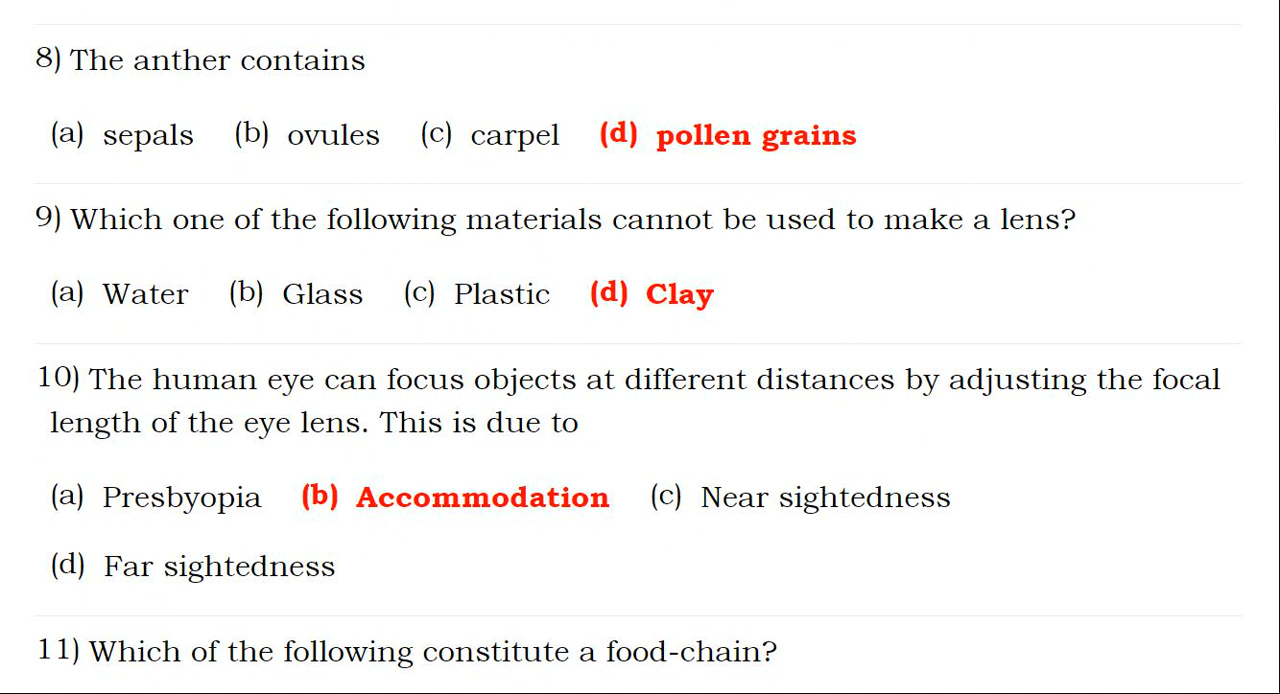 8) The anther contains
(a) sepals (b) ovules (c) carpel (d) pollen grains
9) Which one of the following materials cannot be used to make a lens?
(a) Water (b) Glass (c) Plastic (d) Clay
10) The human eye can focus objects at different distances by adjusting the focal
length of the eye lens. This is due to
(a) Presbyopia (b) Accommodation (c) Near sightedness
(d) Far sightedness
11) Which of the following constitute a food-chain?